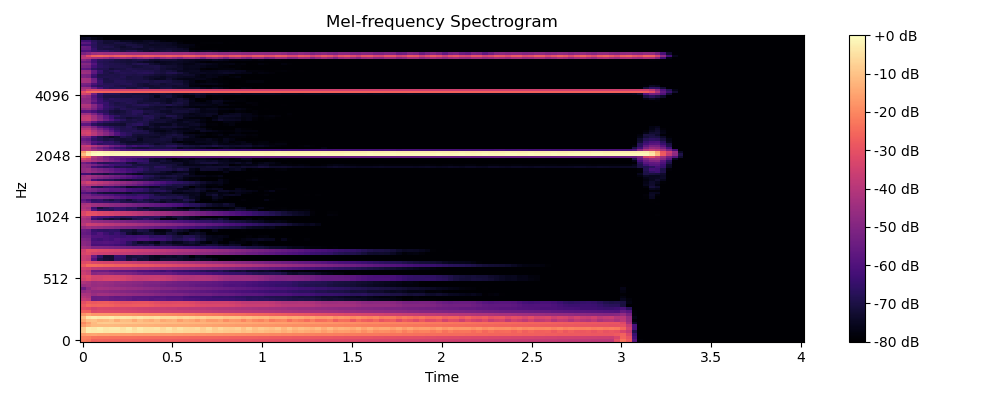 Mel-frequency Spectrogram
Hz
4096
2048
1024
512
0
0 0.5 1 1.5 2 2.5 3 3.5 4
Time
+0 dB
-10 dB
-20 dB
-30 dB
-40 dB
-50 dB
-60 dB
-70 dB
-80 dB